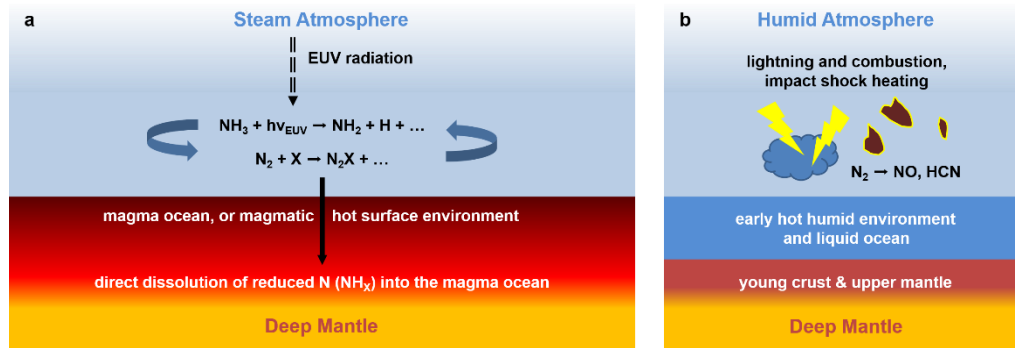 a
Steam Atmosphere
EUV radiation
NH₃ + hv_EUV → NH₂ + H + …
N₂ + X → N₂X + …
magma ocean, or magmatic hot surface environment
direct dissolution of reduced N (NHₓ) into the magma ocean
Deep Mantle
b
Humid Atmosphere
lightning and combustion,
impact shock heating
N₂ → NO, HCN
early hot humid environment
and liquid ocean
young crust & upper mantle
Deep Mantle